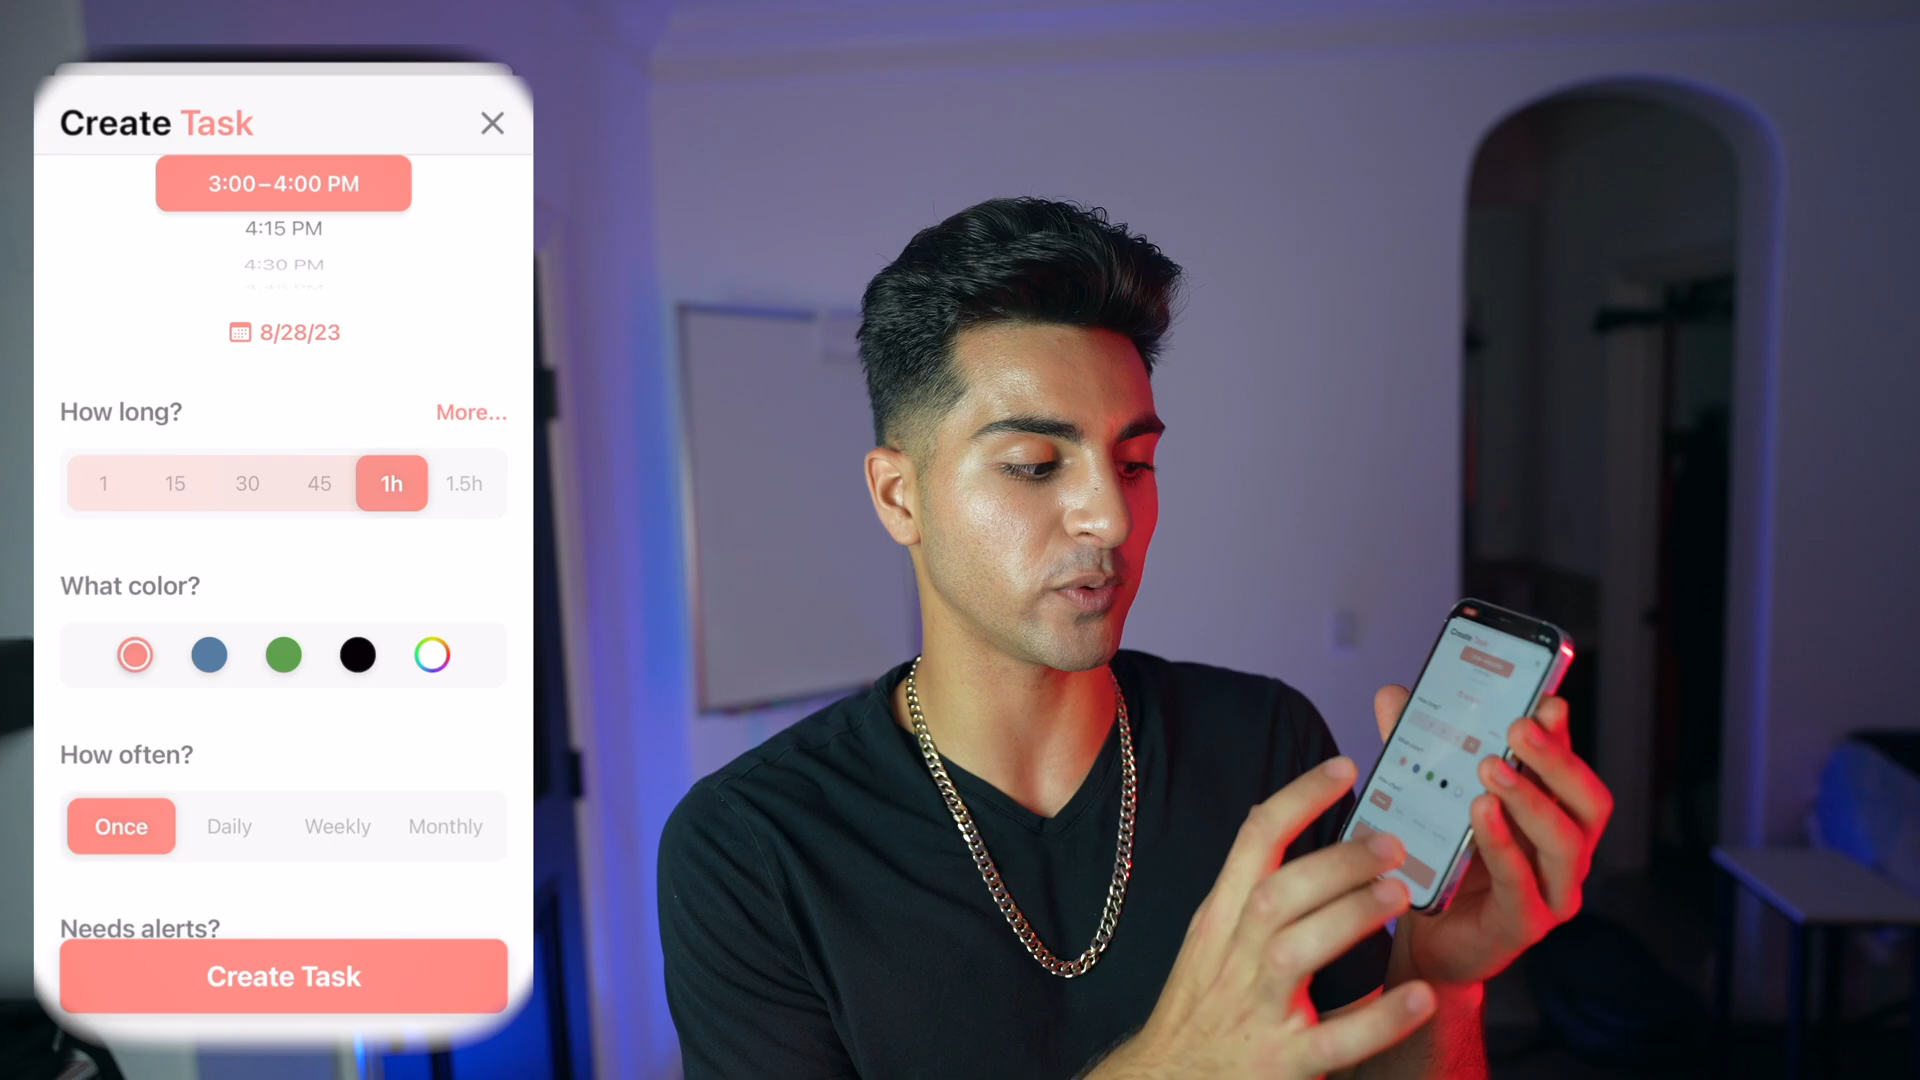 Create Task
3:00–4:00 PM
4:15 PM
4:30 PM
8/28/23
How long?
More...
1 15 30 45 1h 1.5h
What color?
How often?
Once Daily Weekly Monthly
Needs alerts?
Create Task
Create Task